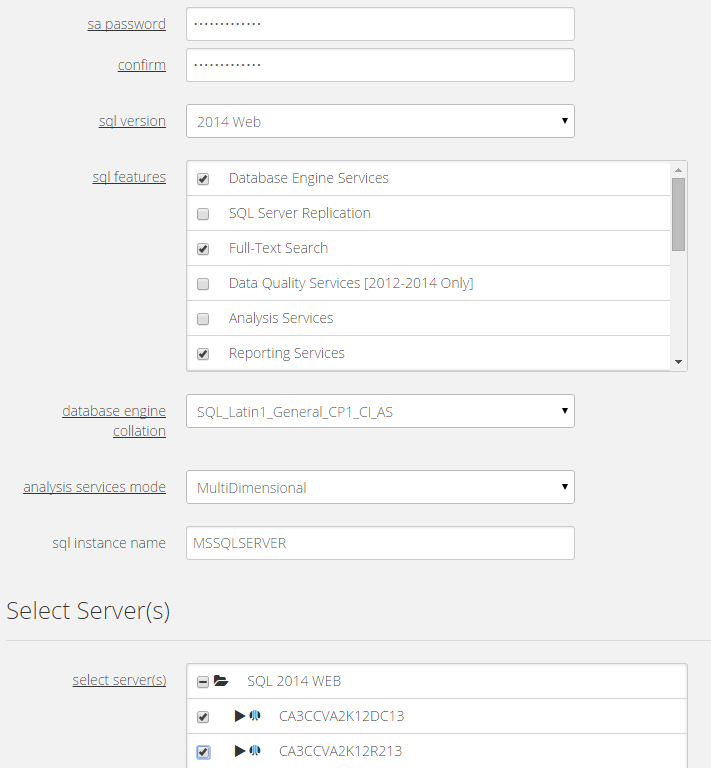 sa password
confirm
sql version
2014 Web
sql features
Database Engine Services
SQL Server Replication
Full-Text Search
Data Quality Services [2012-2014 Only]
Analysis Services
Reporting Services
database engine
collation
SQL_Latin1_General_CP1_CI_AS
analysis services mode
MultiDimensional
sql instance name
MSSQLSERVER
Select Server(s)
select server(s)
SQL 2014 WEB
CA3CCVA2K12DC13
CA3CCVA2K12R213